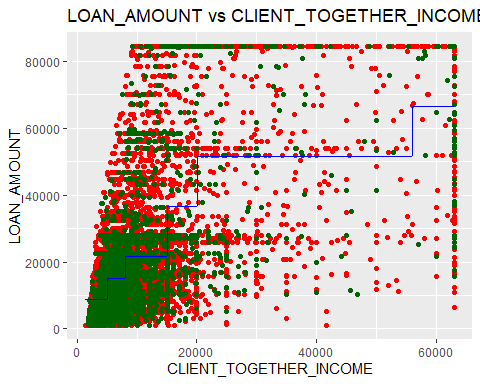 LOAN_AMOUNT vs CLIENT_TOGETHER_INCOME
80000
60000
40000
20000
0
LOAN_AMOUNT
0 20000 40000 60000
CLIENT_TOGETHER_INCOME